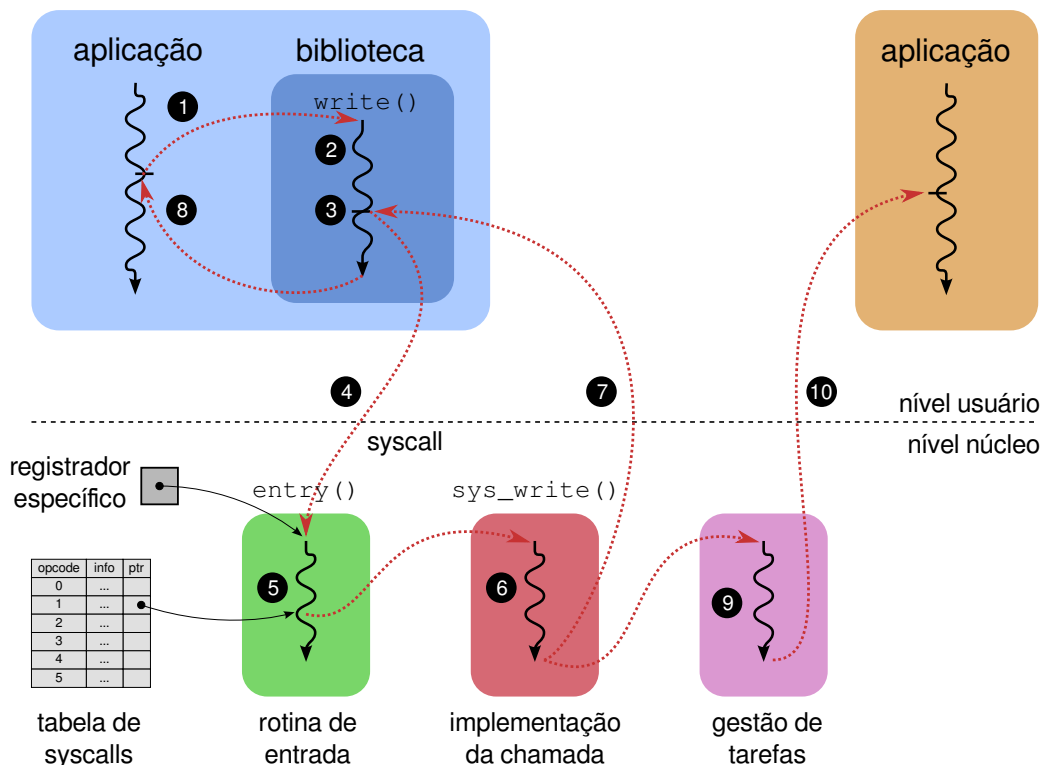 aplicação
biblioteca
aplicação
write()
1
2
3
8
4
7
10
nível usuário
syscall
nível núcleo
registrador
específico
entry()
sys_write()
opcode info ptr
0 ...
1 ...
2 ...
3 ...
4 ...
5 ...
5
6
9
tabela de
syscalls
rotina de
entrada
implementação
da chamada
gestão de
tarefas